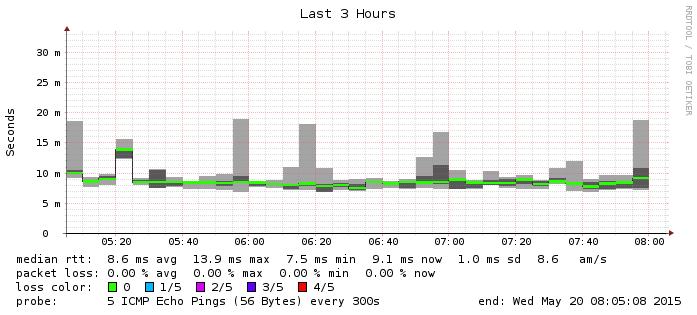 Last 3 Hours
RRDTOOL / TOBI OETIKER
Seconds
30 m
25 m
20 m
15 m
10 m
5 m
0
05:20 05:40 06:00 06:20 06:40 07:00 07:20 07:40 08:00
median rtt: 8.6 ms avg 13.9 ms max 7.5 ms min 9.1 ms now 1.0 ms sd 8.6 am/s
packet loss: 0.00 % avg 0.00 % max 0.00 % min 0.00 % now
loss color: 0 1/5 2/5 3/5 4/5
probe: 5 ICMP Echo Pings (56 Bytes) every 300s end: Wed May 20 08:05:08 2015